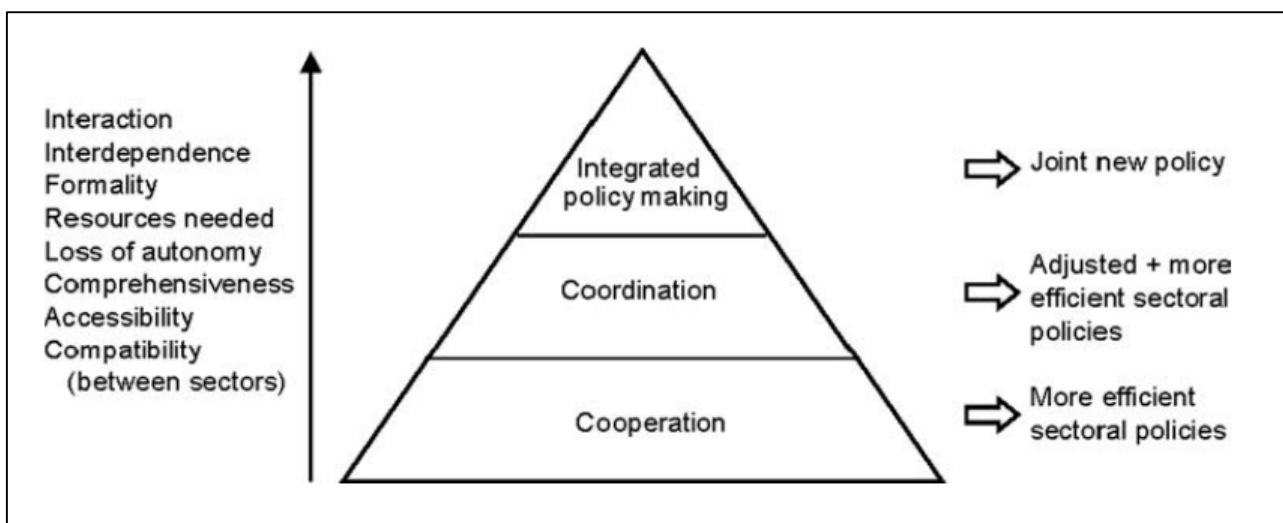 Interaction
Interdependence
Formality
Resources needed
Loss of autonomy
Comprehensiveness
Accessibility
Compatibility
(between sectors)
Integrated
policy making
Coordination
Cooperation
Joint new policy
Adjusted + more
efficient sectoral
policies
More efficient
sectoral policies